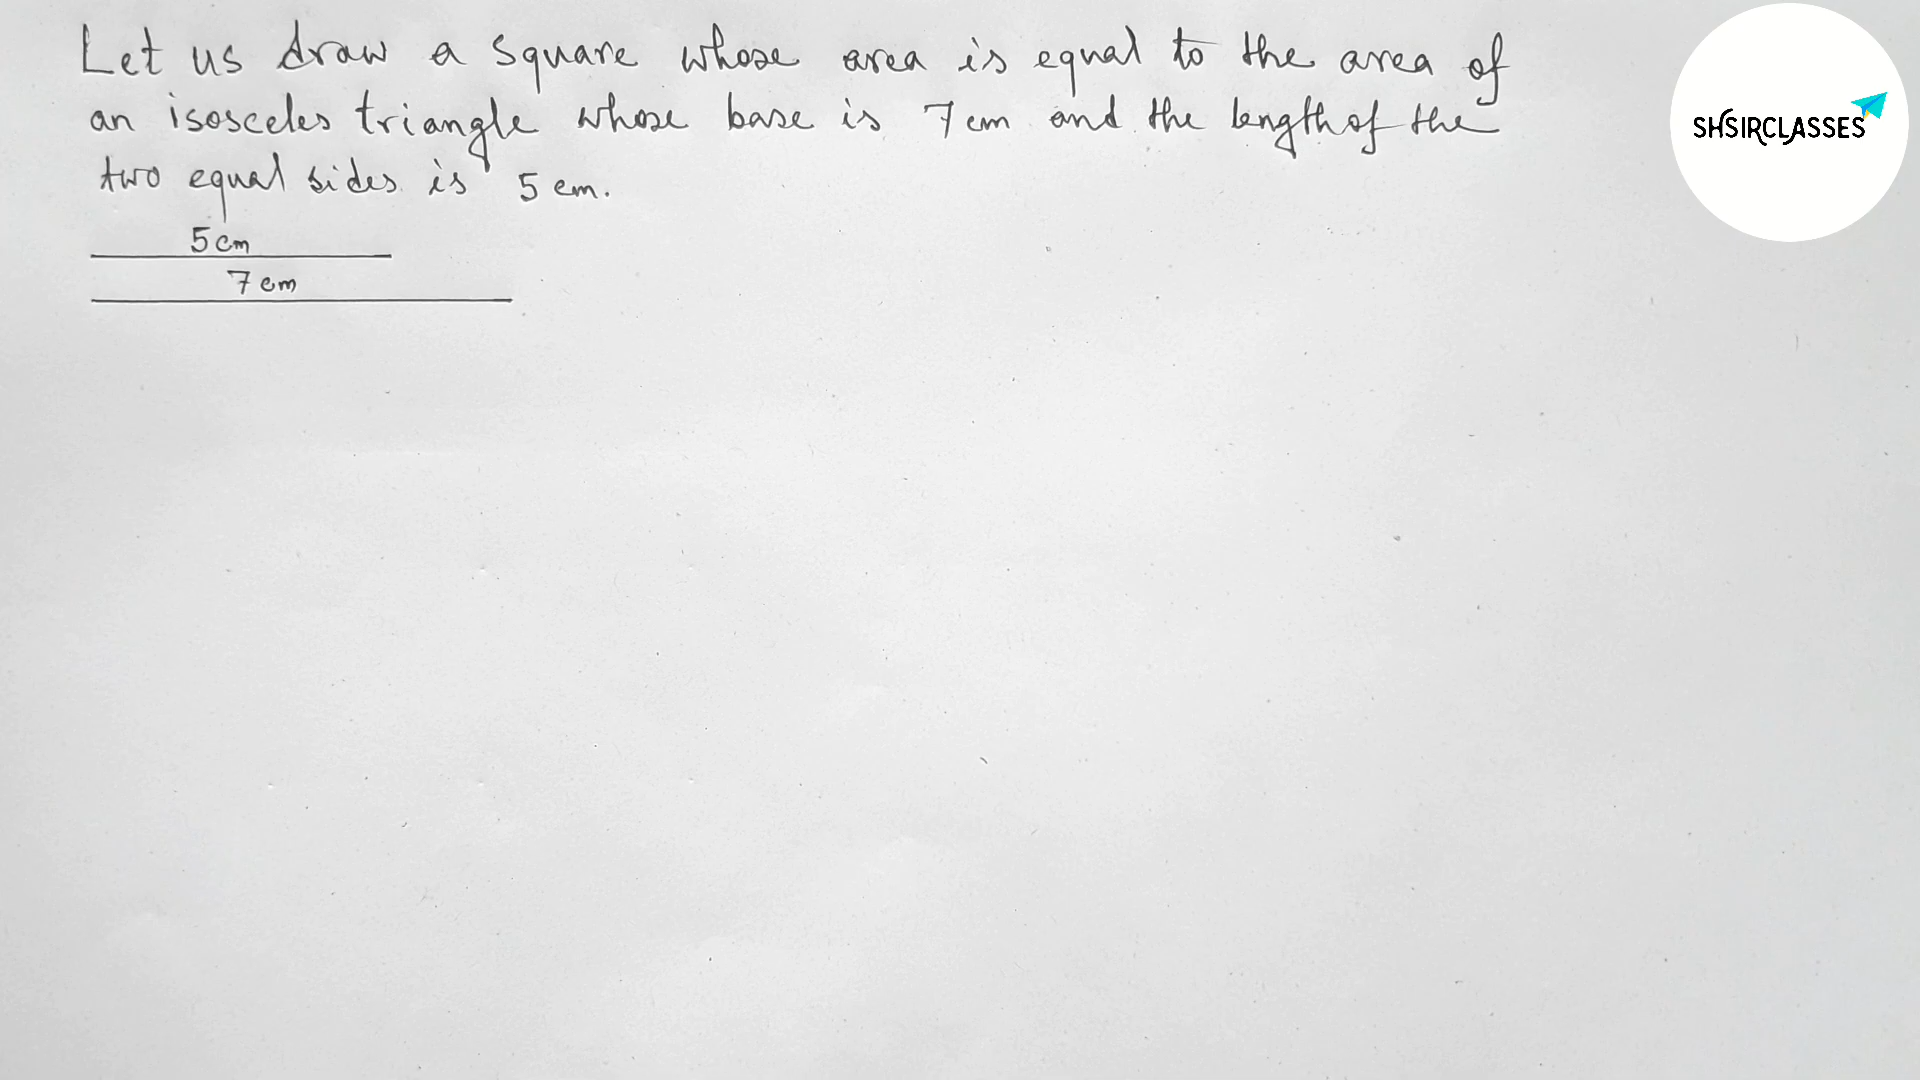 Let us draw a square whose area is equal to the area of
an isosceles triangle whose base is 7 cm and the length of the
two equal sides is 5 cm.
5 cm
7 cm
SHSIRCLASSES